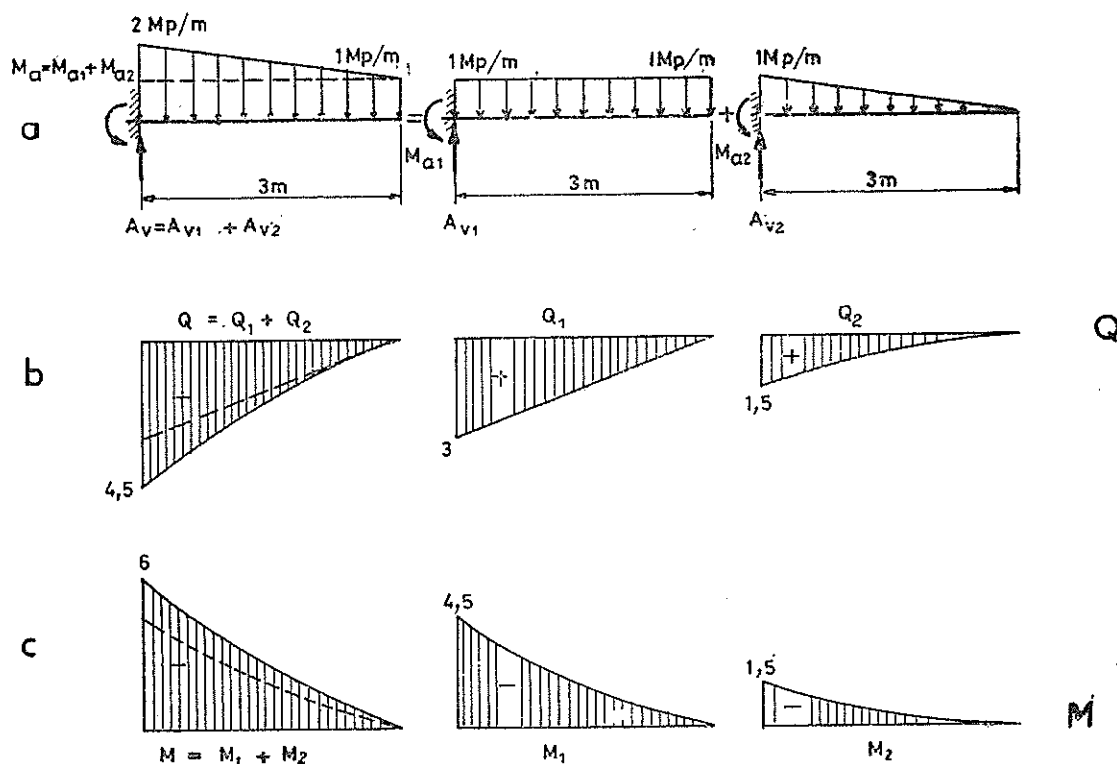 2 Mp/m
Mₐ=Mₐ₁+Mₐ₂
1Mp/m
1Mp/m
1Mp/m
1Mp/m
a
=
+
Mₐ₁
Mₐ₂
3m
3m
3m
Aᵥ=Aᵥ₁ + Aᵥ₂
Aᵥ₁
Aᵥ₂
Q = Q₁ + Q₂
Q₁
Q₂
Q
b
+
+
+
4,5
3
1,5
6
4,5
1,5
c
−
−
−
M
M = M₁ + M₂
M₁
M₂